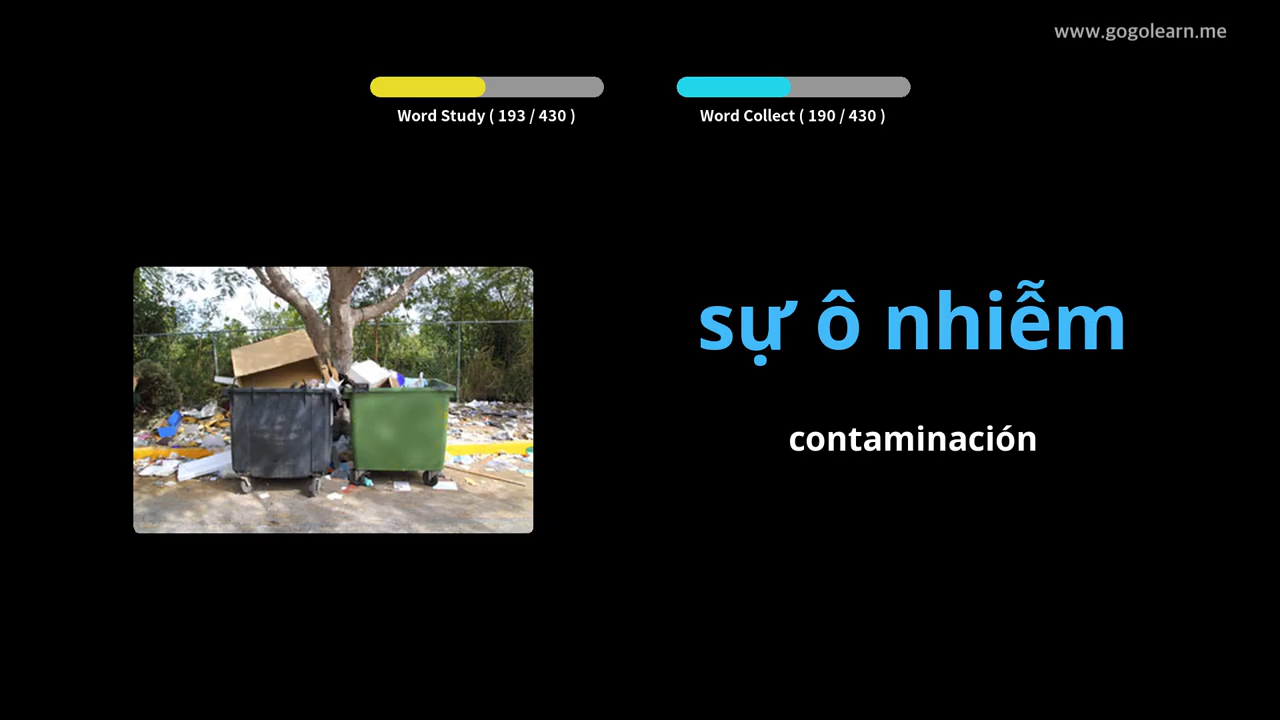 www.gogolearn.me
Word Study ( 193 / 430 )
Word Collect ( 190 / 430 )
sự ô nhiễm
contaminación